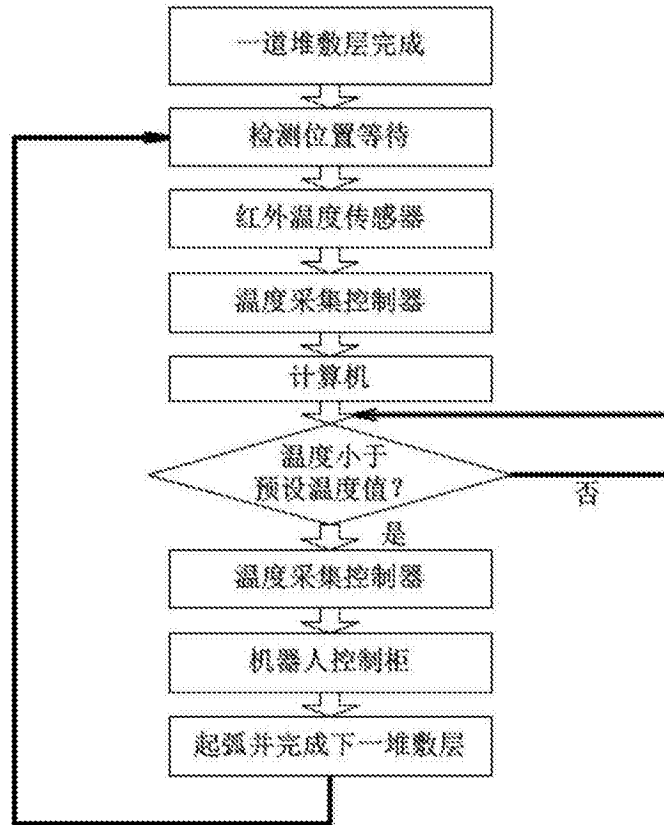 一道堆敷层完成
检测位置等待
红外温度传感器
温度采集控制器
计算机
温度小于
预设温度值？
否
是
温度采集控制器
机器人控制柜
起弧并完成下一堆敷层